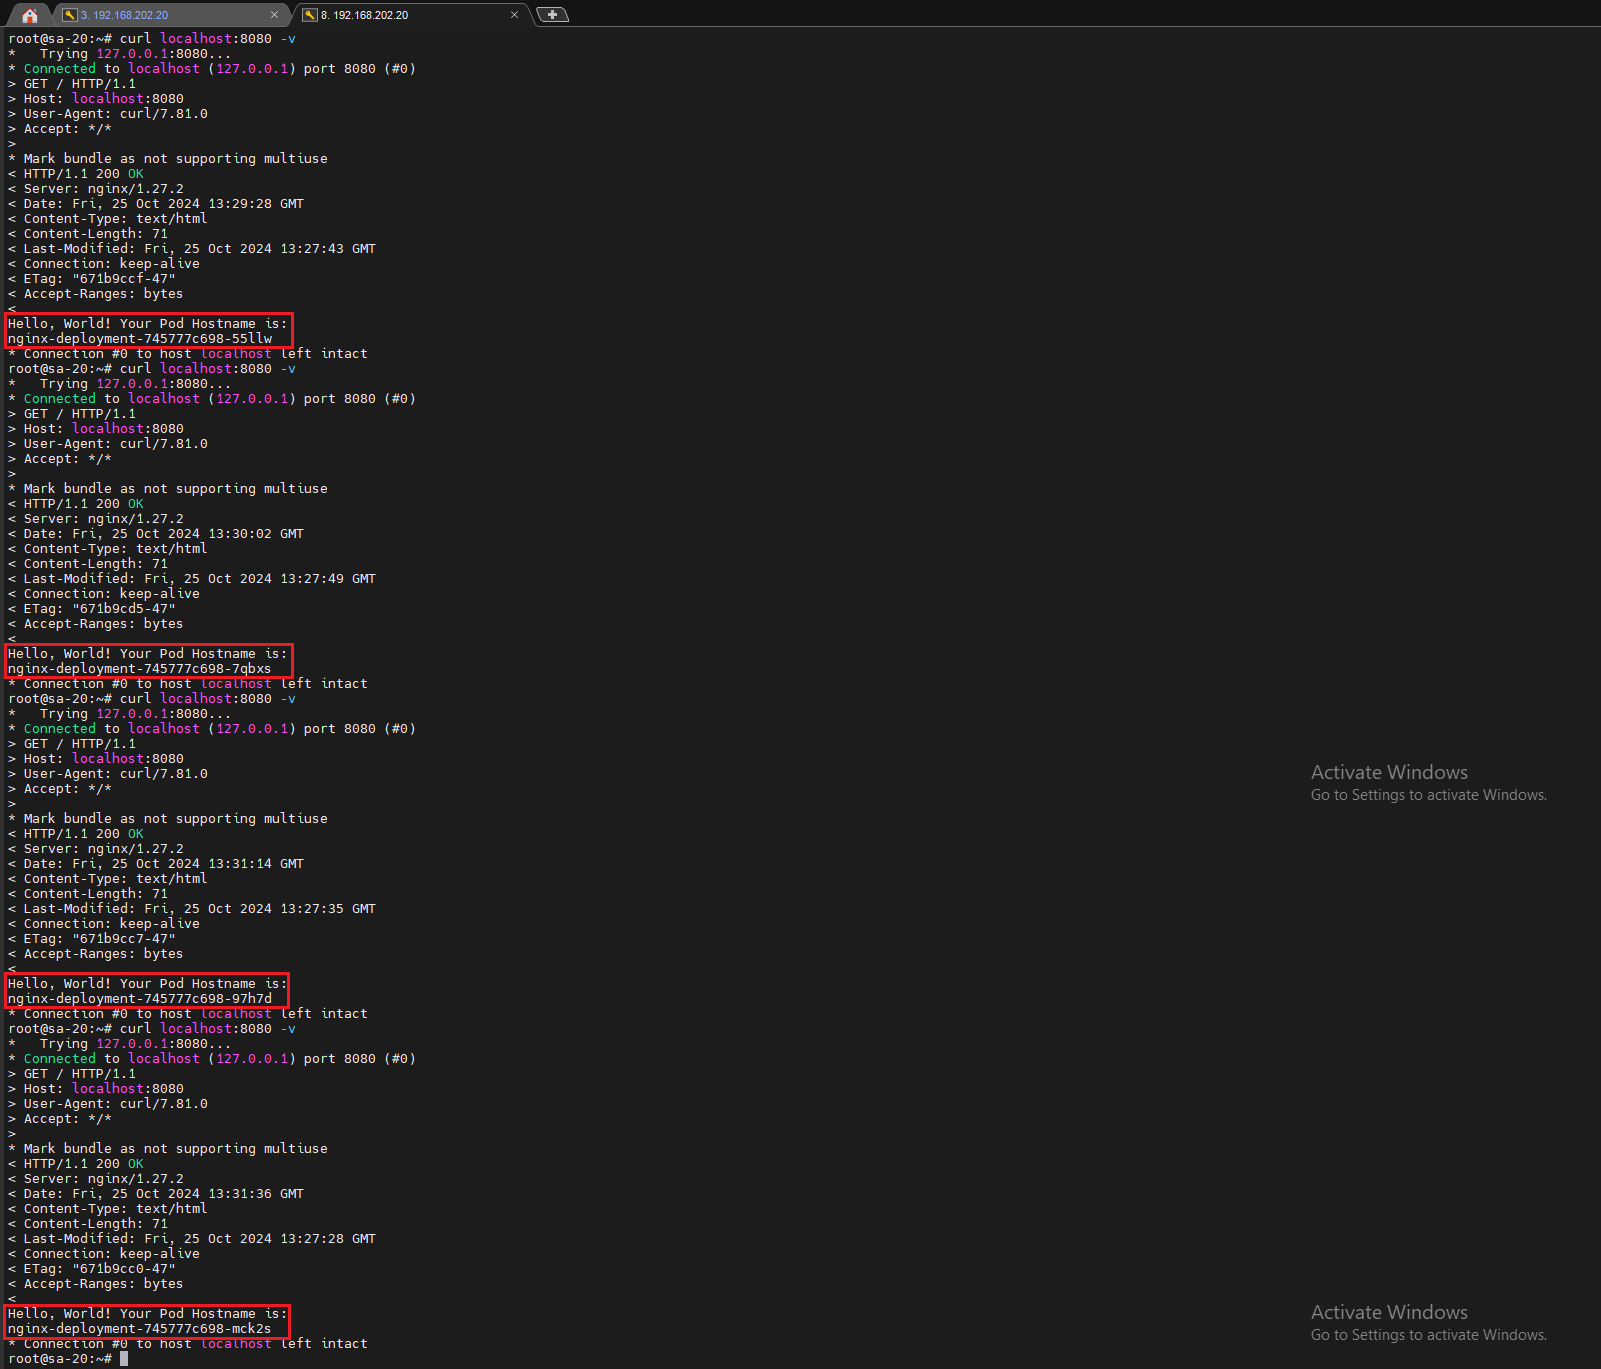 3. 192.168.202.20
8. 192.168.202.20
root@sa-20:~# curl localhost:8080 -v
*   Trying 127.0.0.1:8080...
* Connected to localhost (127.0.0.1) port 8080 (#0)
> GET / HTTP/1.1
> Host: localhost:8080
> User-Agent: curl/7.81.0
> Accept: */*
>
* Mark bundle as not supporting multiuse
< HTTP/1.1 200 OK
< Server: nginx/1.27.2
< Date: Fri, 25 Oct 2024 13:29:28 GMT
< Content-Type: text/html
< Content-Length: 71
< Last-Modified: Fri, 25 Oct 2024 13:27:43 GMT
< Connection: keep-alive
< ETag: "671b9ccf-47"
< Accept-Ranges: bytes
<
Hello, World! Your Pod Hostname is:
nginx-deployment-745777c698-55llw
* Connection #0 to host localhost left intact
root@sa-20:~# curl localhost:8080 -v
*   Trying 127.0.0.1:8080...
* Connected to localhost (127.0.0.1) port 8080 (#0)
> GET / HTTP/1.1
> Host: localhost:8080
> User-Agent: curl/7.81.0
> Accept: */*
>
* Mark bundle as not supporting multiuse
< HTTP/1.1 200 OK
< Server: nginx/1.27.2
< Date: Fri, 25 Oct 2024 13:30:02 GMT
< Content-Type: text/html
< Content-Length: 71
< Last-Modified: Fri, 25 Oct 2024 13:27:49 GMT
< Connection: keep-alive
< ETag: "671b9cd5-47"
< Accept-Ranges: bytes
<
Hello, World! Your Pod Hostname is:
nginx-deployment-745777c698-7qbxs
* Connection #0 to host localhost left intact
root@sa-20:~# curl localhost:8080 -v
*   Trying 127.0.0.1:8080...
* Connected to localhost (127.0.0.1) port 8080 (#0)
> GET / HTTP/1.1
> Host: localhost:8080
> User-Agent: curl/7.81.0
> Accept: */*
>
* Mark bundle as not supporting multiuse
< HTTP/1.1 200 OK
< Server: nginx/1.27.2
< Date: Fri, 25 Oct 2024 13:31:14 GMT
< Content-Type: text/html
< Content-Length: 71
< Last-Modified: Fri, 25 Oct 2024 13:27:35 GMT
< Connection: keep-alive
< ETag: "671b9cc7-47"
< Accept-Ranges: bytes
<
Hello, World! Your Pod Hostname is:
nginx-deployment-745777c698-97h7d
* Connection #0 to host localhost left intact
root@sa-20:~# curl localhost:8080 -v
*   Trying 127.0.0.1:8080...
* Connected to localhost (127.0.0.1) port 8080 (#0)
> GET / HTTP/1.1
> Host: localhost:8080
> User-Agent: curl/7.81.0
> Accept: */*
>
* Mark bundle as not supporting multiuse
< HTTP/1.1 200 OK
< Server: nginx/1.27.2
< Date: Fri, 25 Oct 2024 13:31:36 GMT
< Content-Type: text/html
< Content-Length: 71
< Last-Modified: Fri, 25 Oct 2024 13:27:28 GMT
< Connection: keep-alive
< ETag: "671b9cc0-47"
< Accept-Ranges: bytes
<
Hello, World! Your Pod Hostname is:
nginx-deployment-745777c698-mck2s
* Connection #0 to host localhost left intact
root@sa-20:~#
Activate Windows
Go to Settings to activate Windows.
Activate Windows
Go to Settings to activate Windows.